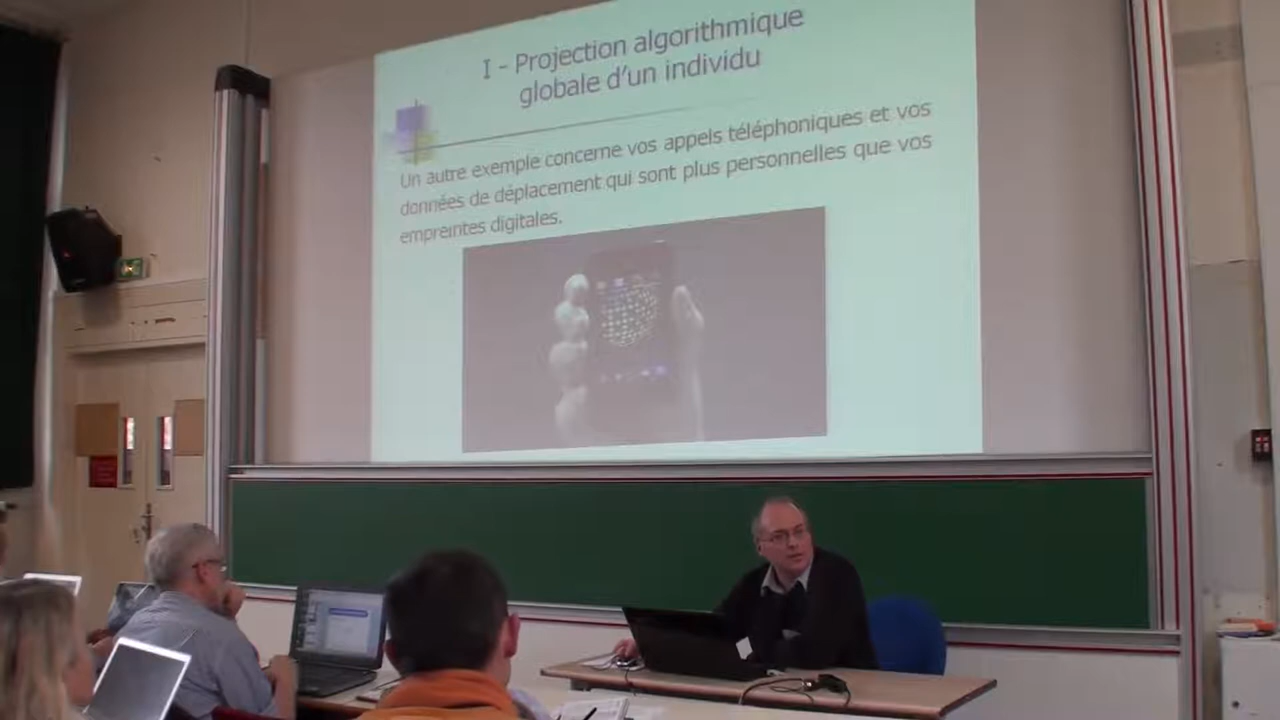 I - Projection algorithmique
globale d'un individu
Un autre exemple concerne vos appels téléphoniques et vos
données de déplacement qui sont plus personnelles que vos
empreintes digitales.